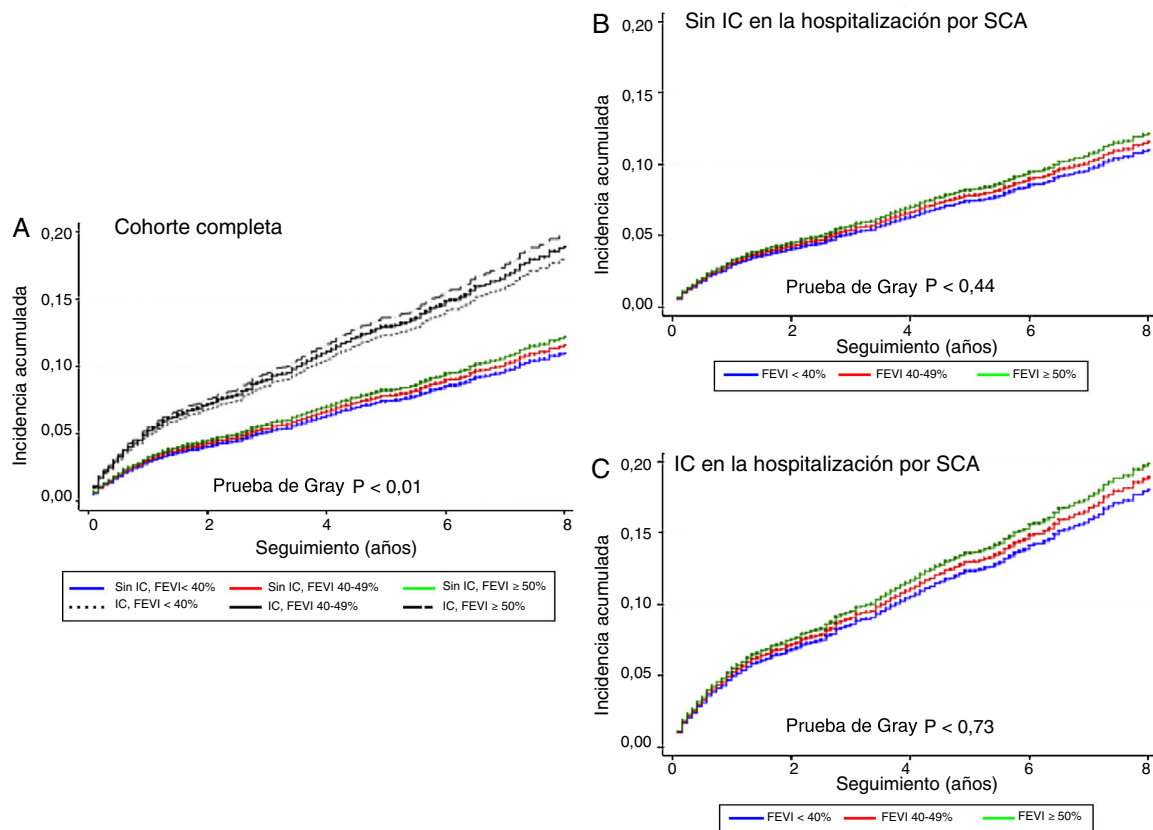 A
Cohorte completa
Incidencia acumulada
0,20
0,15
0,10
0,05
0,00
Prueba de Gray P < 0,01
0 2 4 6 8
Seguimiento (años)
Sin IC, FEVI< 40% Sin IC, FEVI 40-49% Sin IC, FEVI ≥ 50%
IC, FEVI < 40% IC, FEVI 40-49% IC, FEVI ≥ 50%
B
Sin IC en la hospitalización por SCA
Incidencia acumulada
0,20
0,15
0,10
0,05
0,00
Prueba de Gray P < 0,44
0 2 4 6 8
Seguimiento (años)
FEVI < 40% FEVI 40-49% FEVI ≥ 50%
C
IC en la hospitalización por SCA
Incidencia acumulada
0,20
0,15
0,10
0,05
0,00
Prueba de Gray P < 0,73
0 2 4 6 8
Seguimiento (años)
FEVI < 40% FEVI 40-49% FEVI ≥ 50%